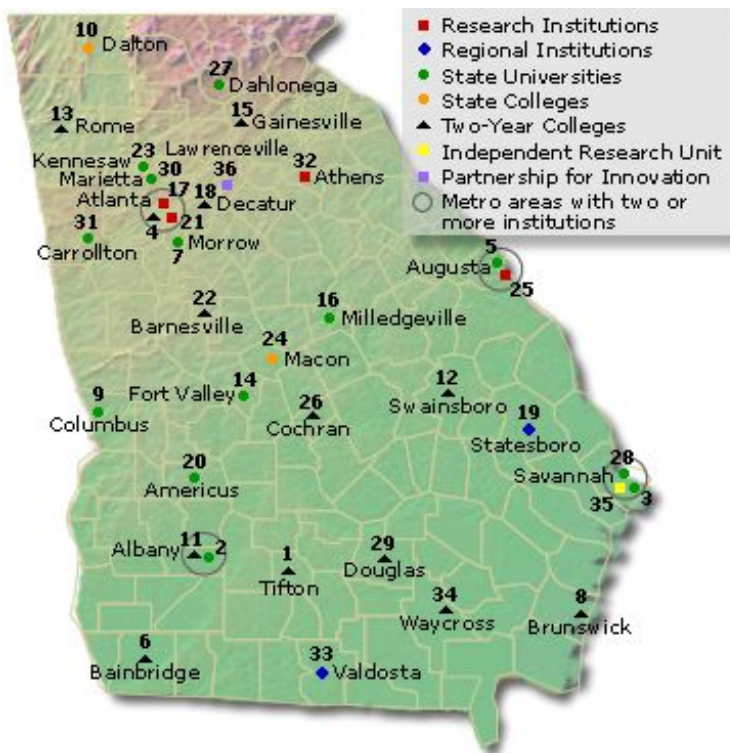 Research Institutions
Regional Institutions
State Universities
State Colleges
Two-Year Colleges
Independent Research Unit
Partnership for Innovation
Metro areas with two or
more institutions
10
Dalton
27
Dahlonega
13
Rome
15
Gainesville
Lawrenceville
23
Kennesaw
30
Marietta
36
32
Athens
17
Atlanta
18
Decatur
4
21
31
Carrollton
Morrow
7
5
Augusta
25
22
Barnesville
16
Milledgeville
24
Macon
9
Columbus
14
Fort Valley
26
Cochran
12
Swainsboro
19
Statesboro
28
Savannah
35
3
20
Americus
11
Albany
2
1
Tifton
29
Douglas
34
Waycross
8
Brunswick
6
Bainbridge
33
Valdosta